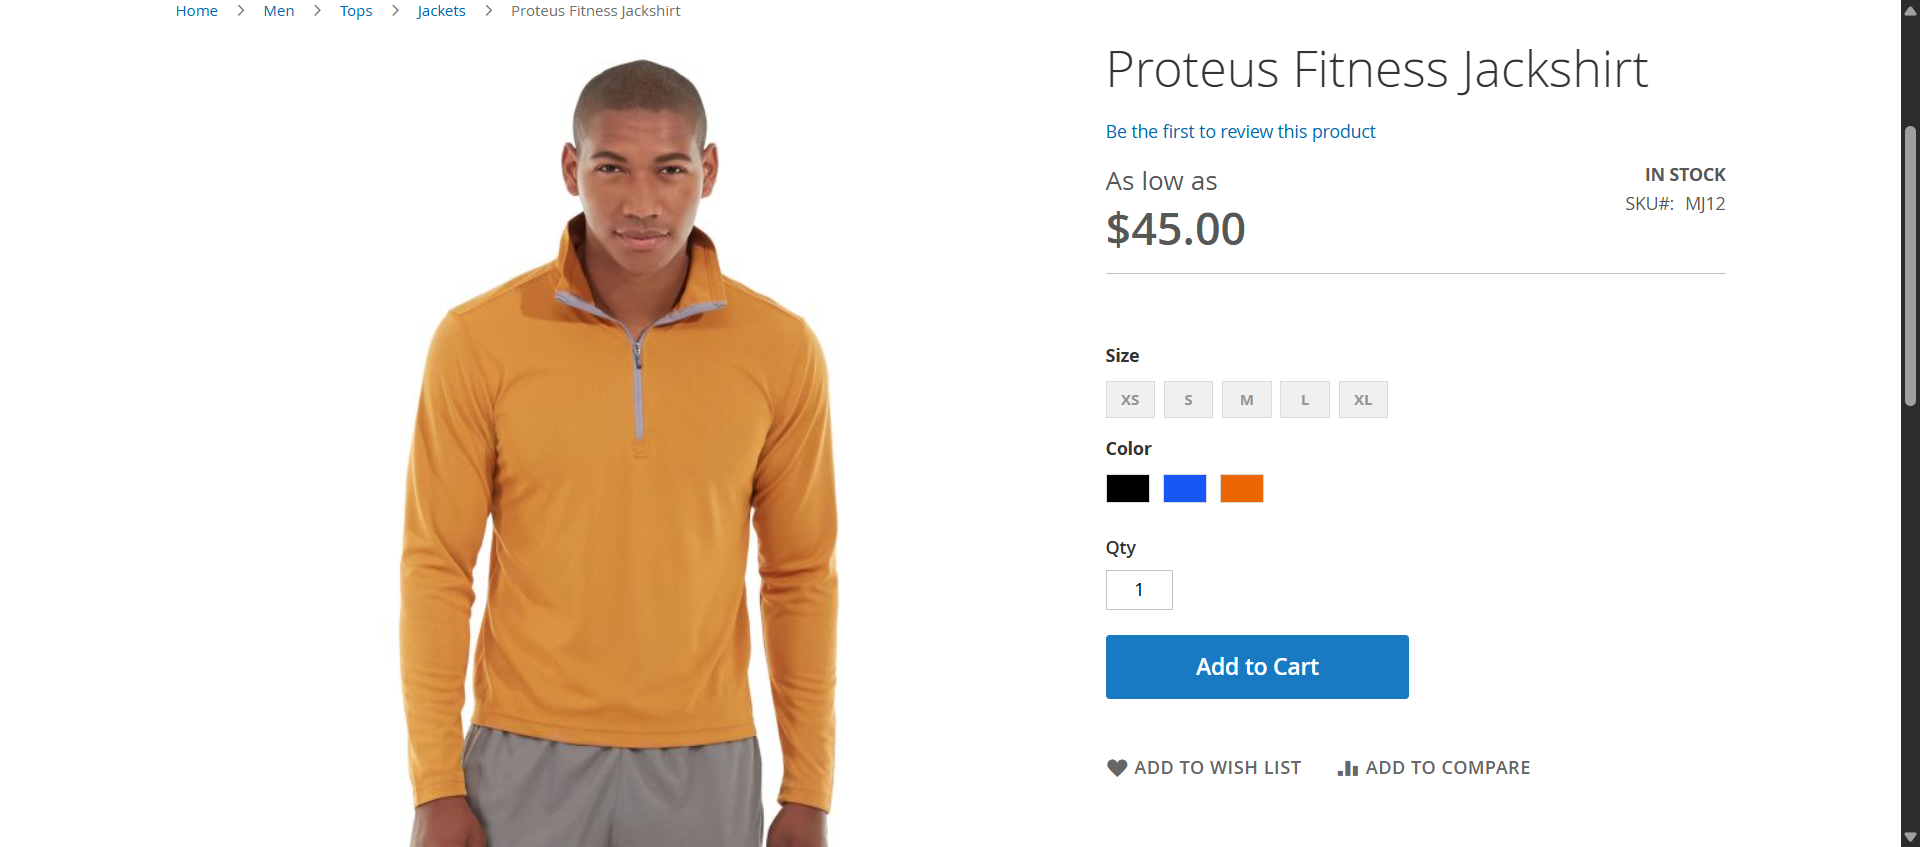 Home > Men > Tops > Jackets > Proteus Fitness Jackshirt
Proteus Fitness Jackshirt
Be the first to review this product
As low as
$45.00
IN STOCK
SKU#: MJ12
Size
XS S M L XL
Color
Qty
1
Add to Cart
ADD TO WISH LIST ADD TO COMPARE